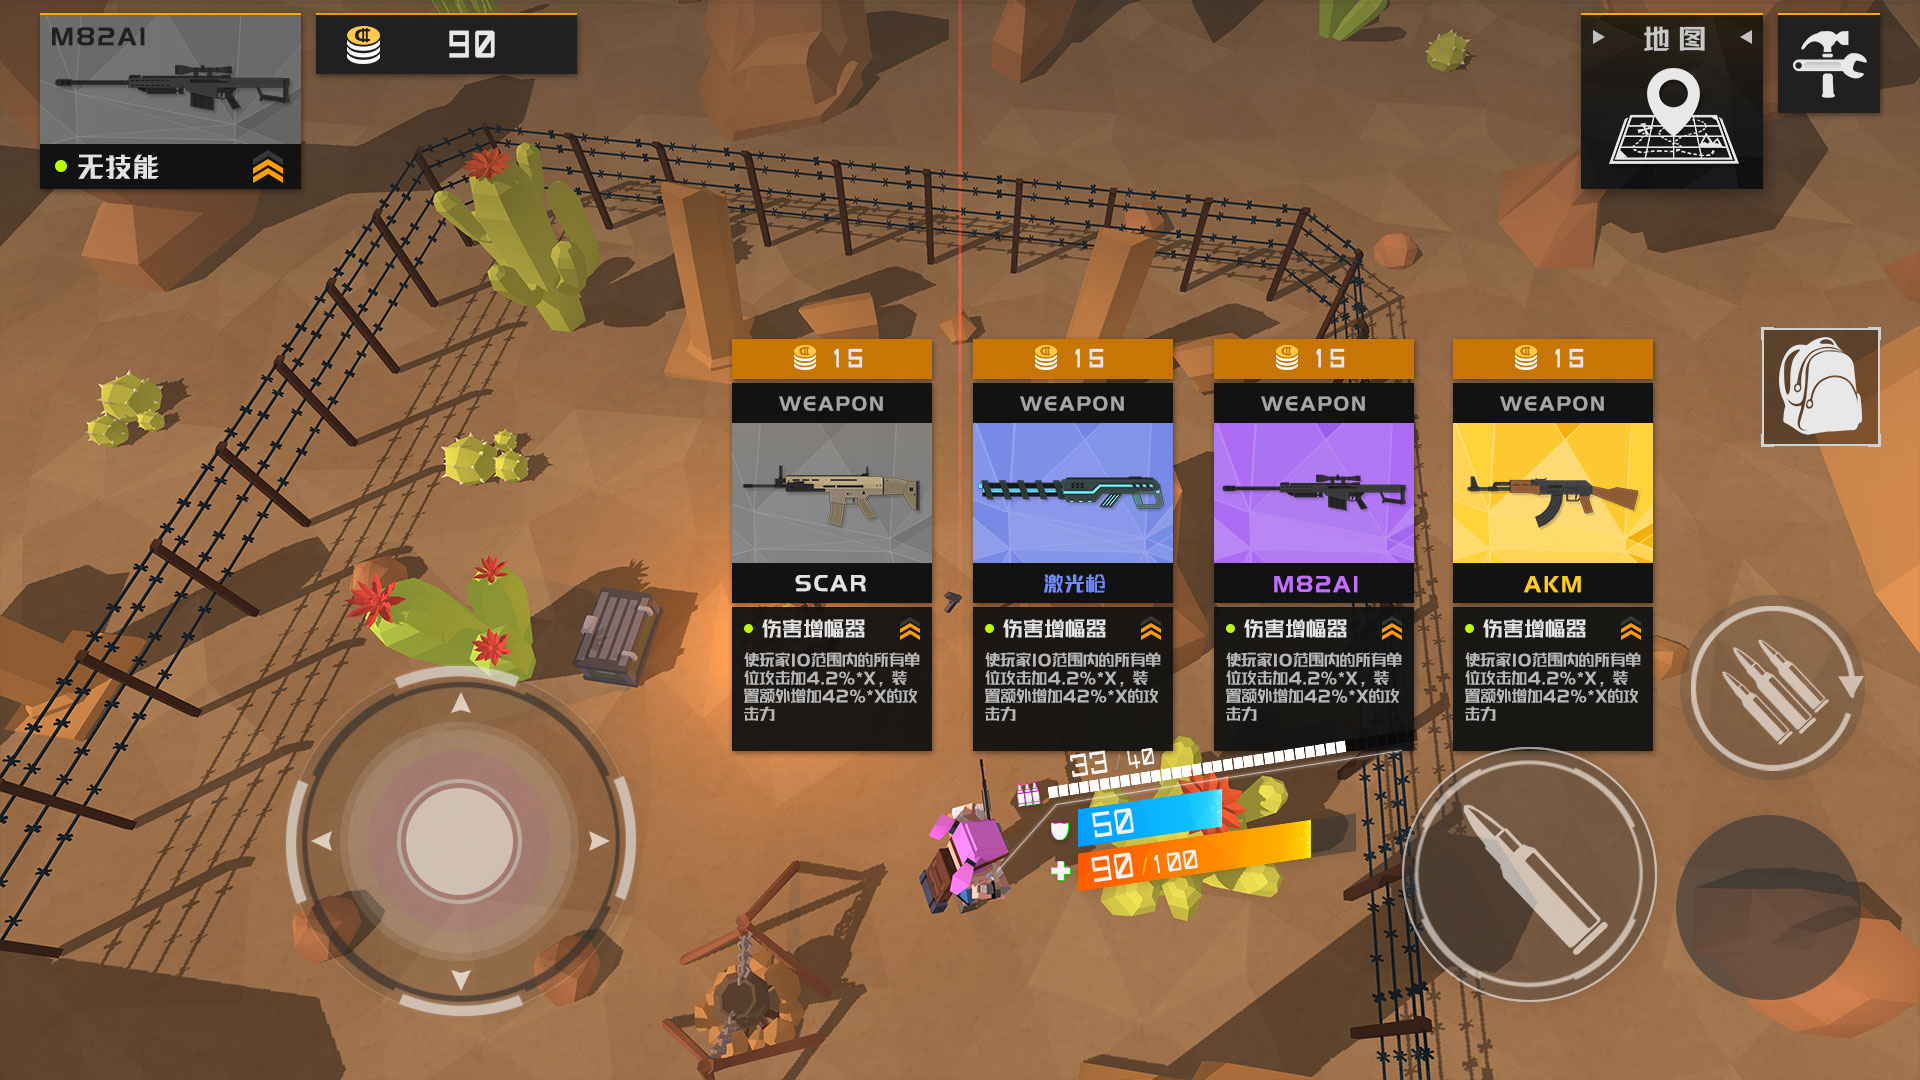 M82AI
90
地图
无技能
15
15
15
15
WEAPON
WEAPON
WEAPON
WEAPON
SCAR
激光枪
M82AI
AKM
伤害增幅器
使玩家10范围内的所有单
位攻击加4.2%*X，装
置额外增加42%*X的攻
击力
伤害增幅器
使玩家10范围内的所有单
位攻击加4.2%*X，装
置额外增加42%*X的攻
击力
伤害增幅器
使玩家10范围内的所有单
位攻击加4.2%*X，装
置额外增加42%*X的攻
击力
伤害增幅器
使玩家10范围内的所有单
位攻击加4.2%*X，装
置额外增加42%*X的攻
击力
33/40
50
90/100